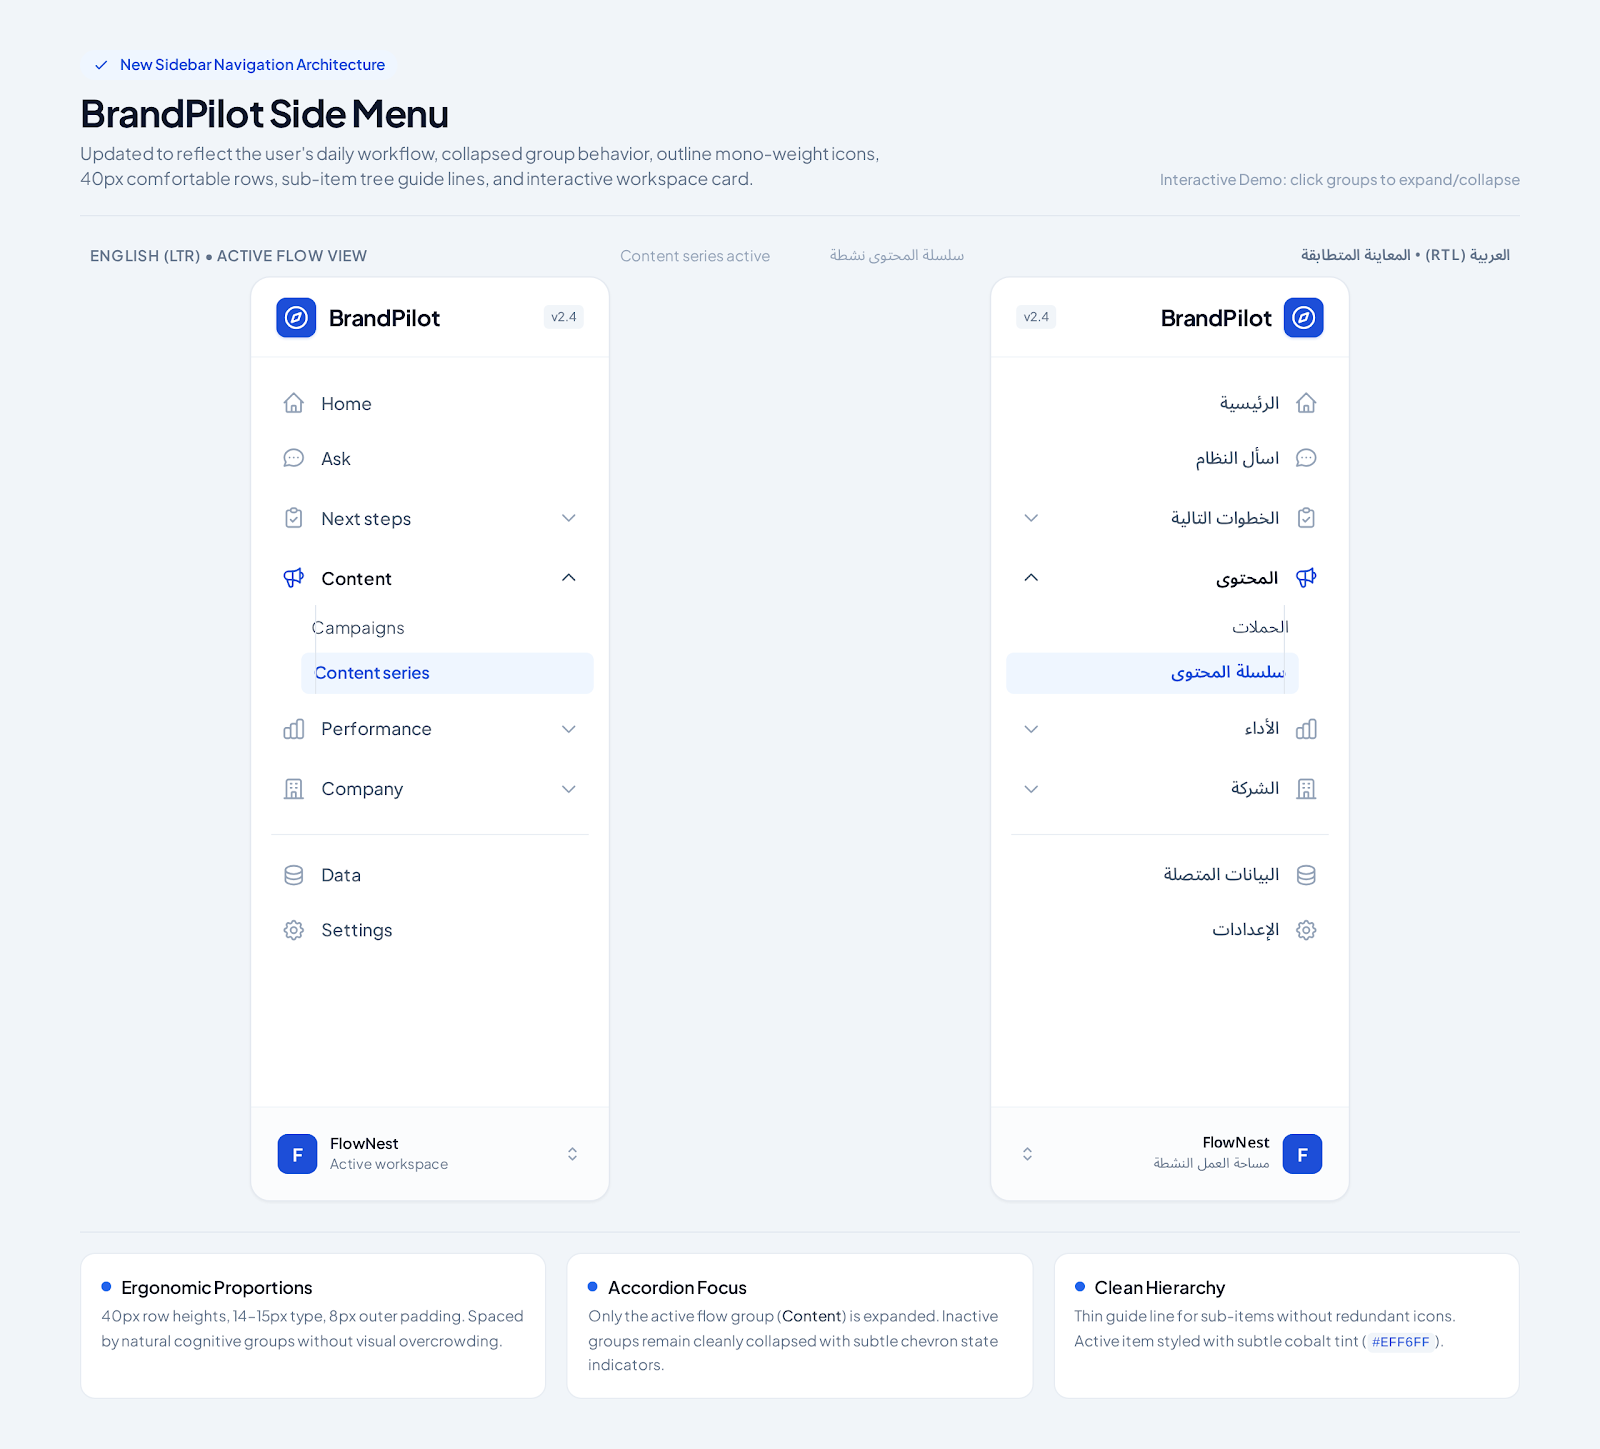 New Sidebar Navigation Architecture
BrandPilot Side Menu
Updated to reflect the user's daily workflow, collapsed group behavior, outline mono-weight icons,
40px comfortable rows, sub-item tree guide lines, and interactive workspace card.
Interactive Demo: click groups to expand/collapse
ENGLISH (LTR) • ACTIVE FLOW VIEW
Content series active
BrandPilot
v2.4
Home
Ask
Next steps
Content
Campaigns
Content series
Performance
Company
Data
Settings
F
FlowNest
Active workspace
العربية (RTL) • المعاينة المتطابقة
سلسلة المحتوى نشطة
BrandPilot
v2.4
الرئيسية
اسأل النظام
الخطوات التالية
المحتوى
الحملات
سلسلة المحتوى
الأداء
الشركة
البيانات المتصلة
الإعدادات
F
FlowNest
مساحة العمل النشطة
Ergonomic Proportions
40px row heights, 14–15px type, 8px outer padding. Spaced
by natural cognitive groups without visual overcrowding.
Accordion Focus
Only the active flow group (Content) is expanded. Inactive
groups remain cleanly collapsed with subtle chevron state
indicators.
Clean Hierarchy
Thin guide line for sub-items without redundant icons.
Active item styled with subtle cobalt tint ( #EFF6FF ).